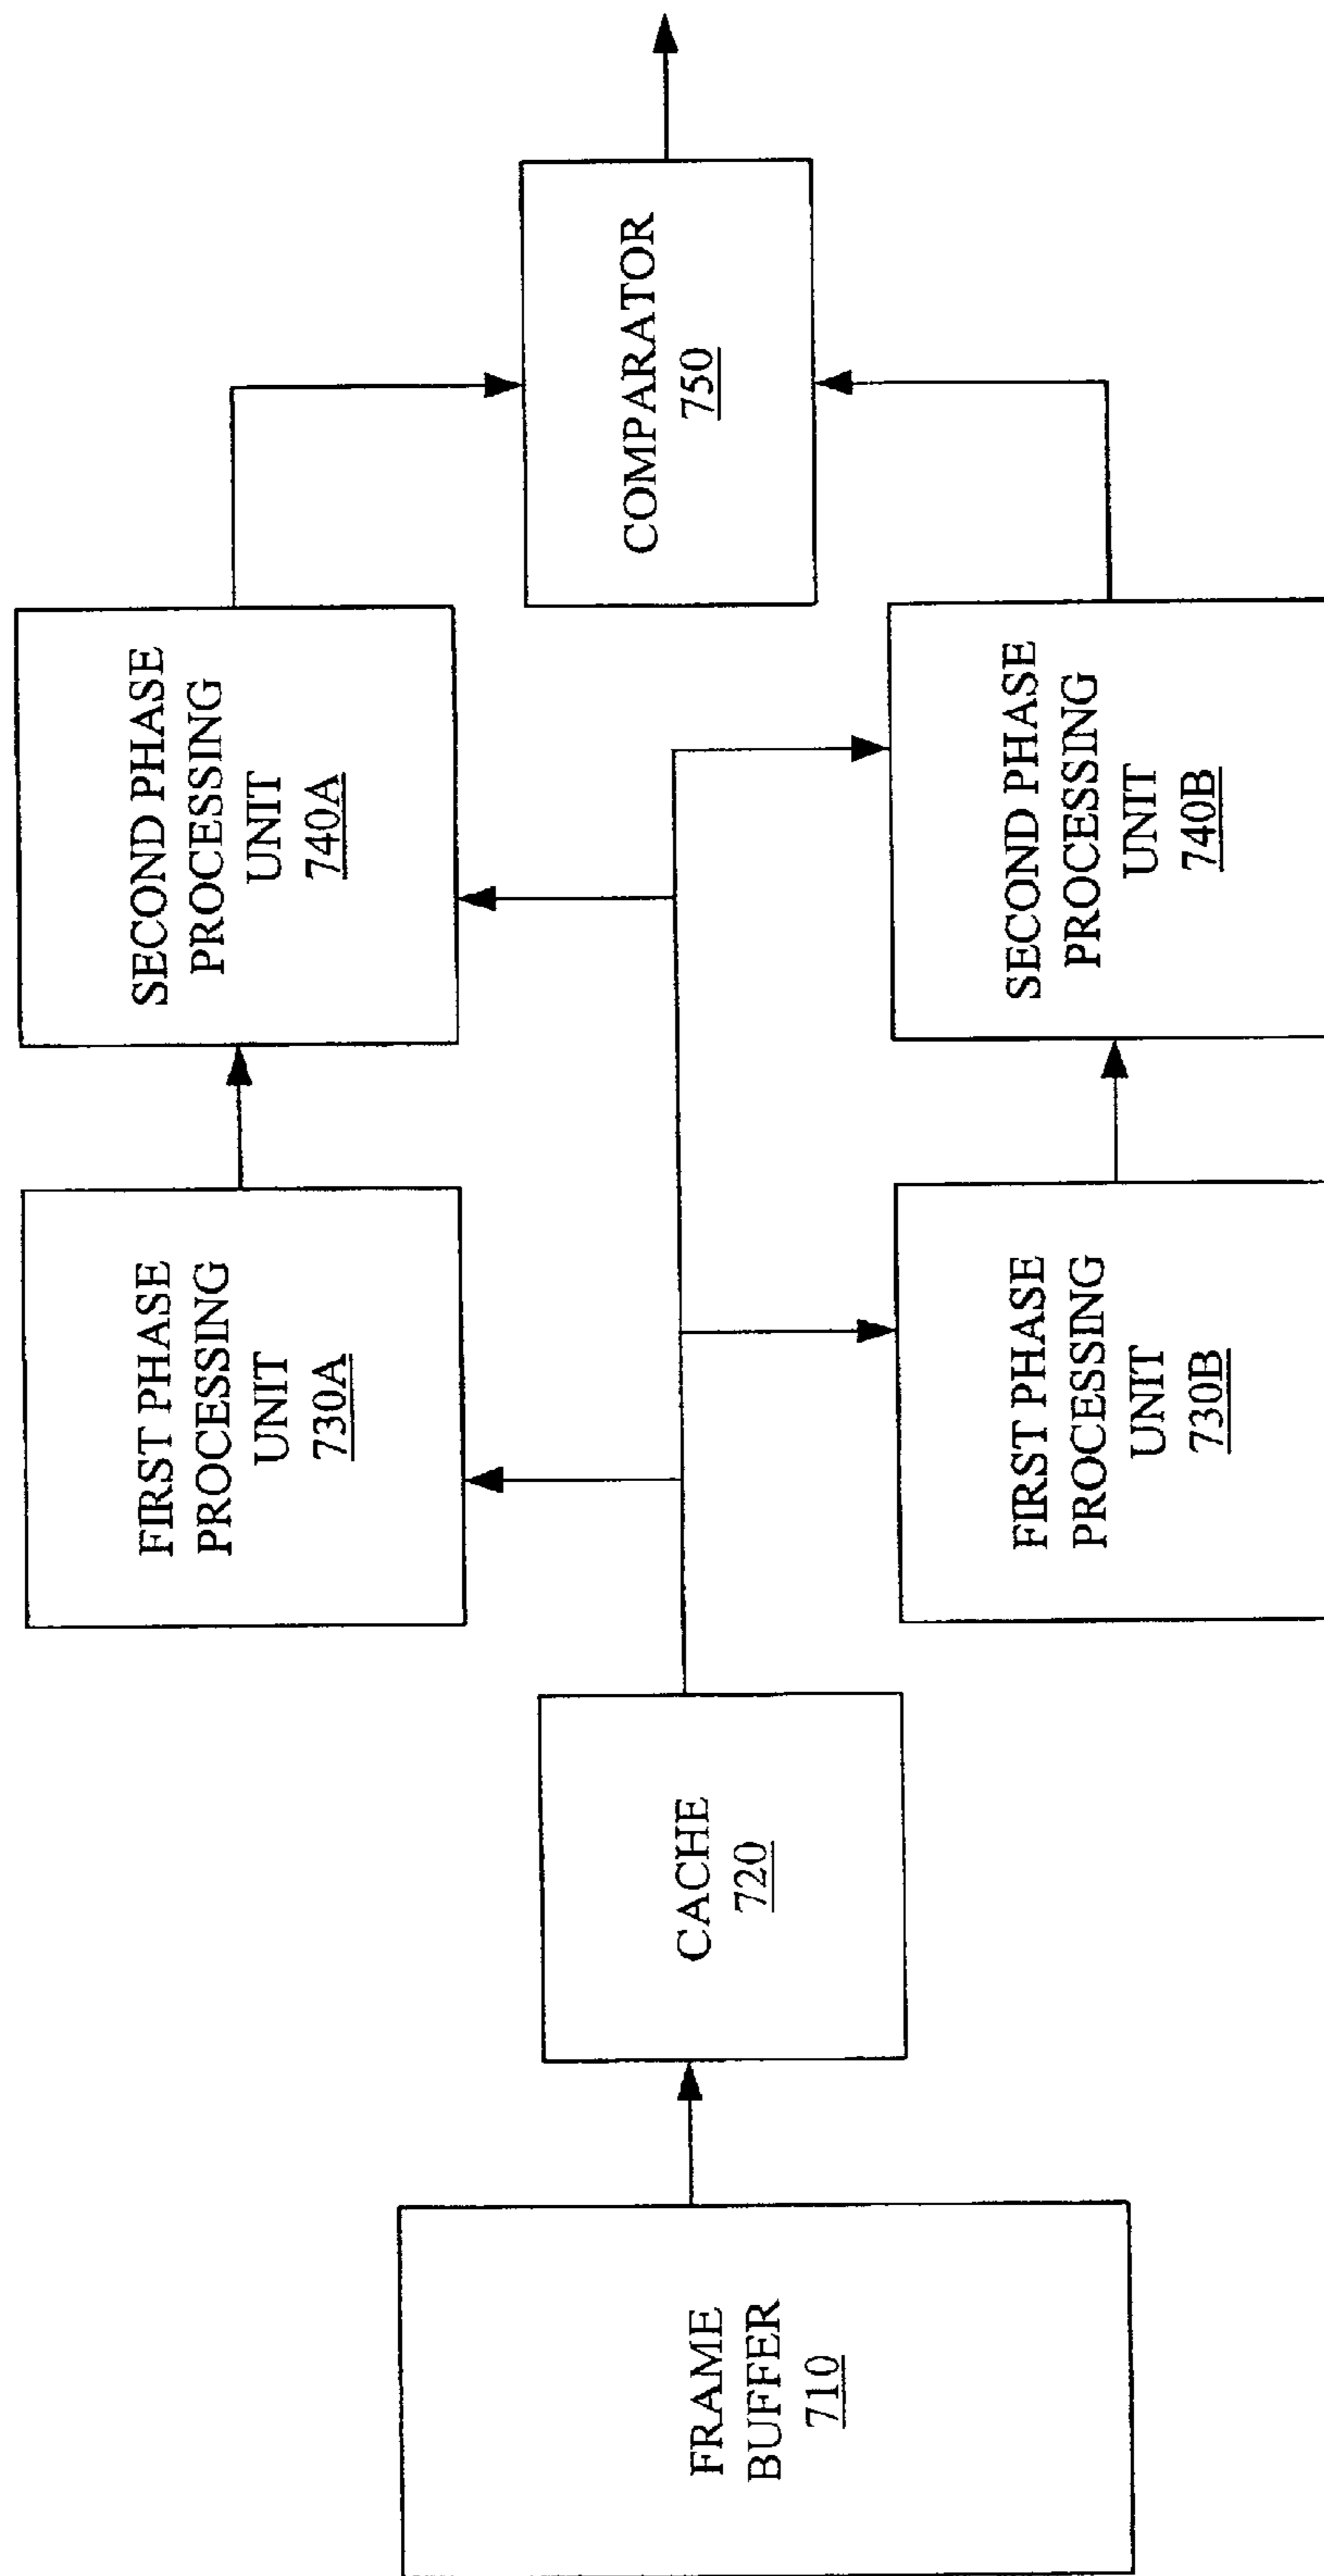 FRAME
BUFFER
710
CACHE
720
FIRST PHASE
PROCESSING
UNIT
730A
FIRST PHASE
PROCESSING
UNIT
730B
SECOND PHASE
PROCESSING
UNIT
740A
SECOND PHASE
PROCESSING
UNIT
740B
COMPARATOR
750